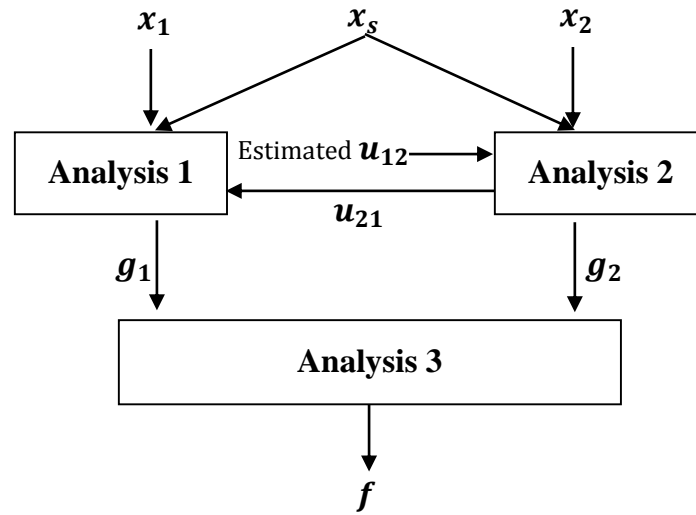 x₁ xₛ x₂
Estimated u₁₂
Analysis 1 Analysis 2
u₂₁
g₁ g₂
Analysis 3
f